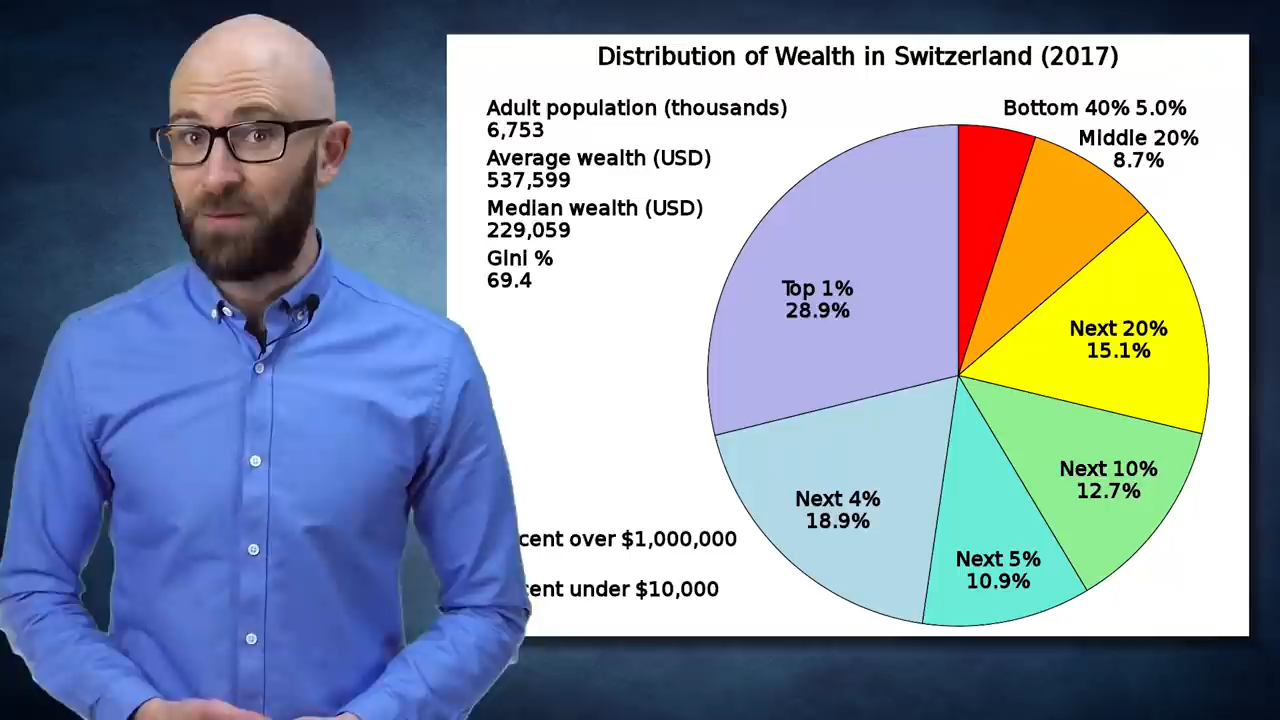 Distribution of Wealth in Switzerland (2017)
Adult population (thousands)
6,753
Average wealth (USD)
537,599
Median wealth (USD)
229,059
Gini %
69.4
cent over $1,000,000
cent under $10,000
Bottom 40% 5.0%
Middle 20%
8.7%
Next 20%
15.1%
Next 10%
12.7%
Next 5%
10.9%
Next 4%
18.9%
Top 1%
28.9%